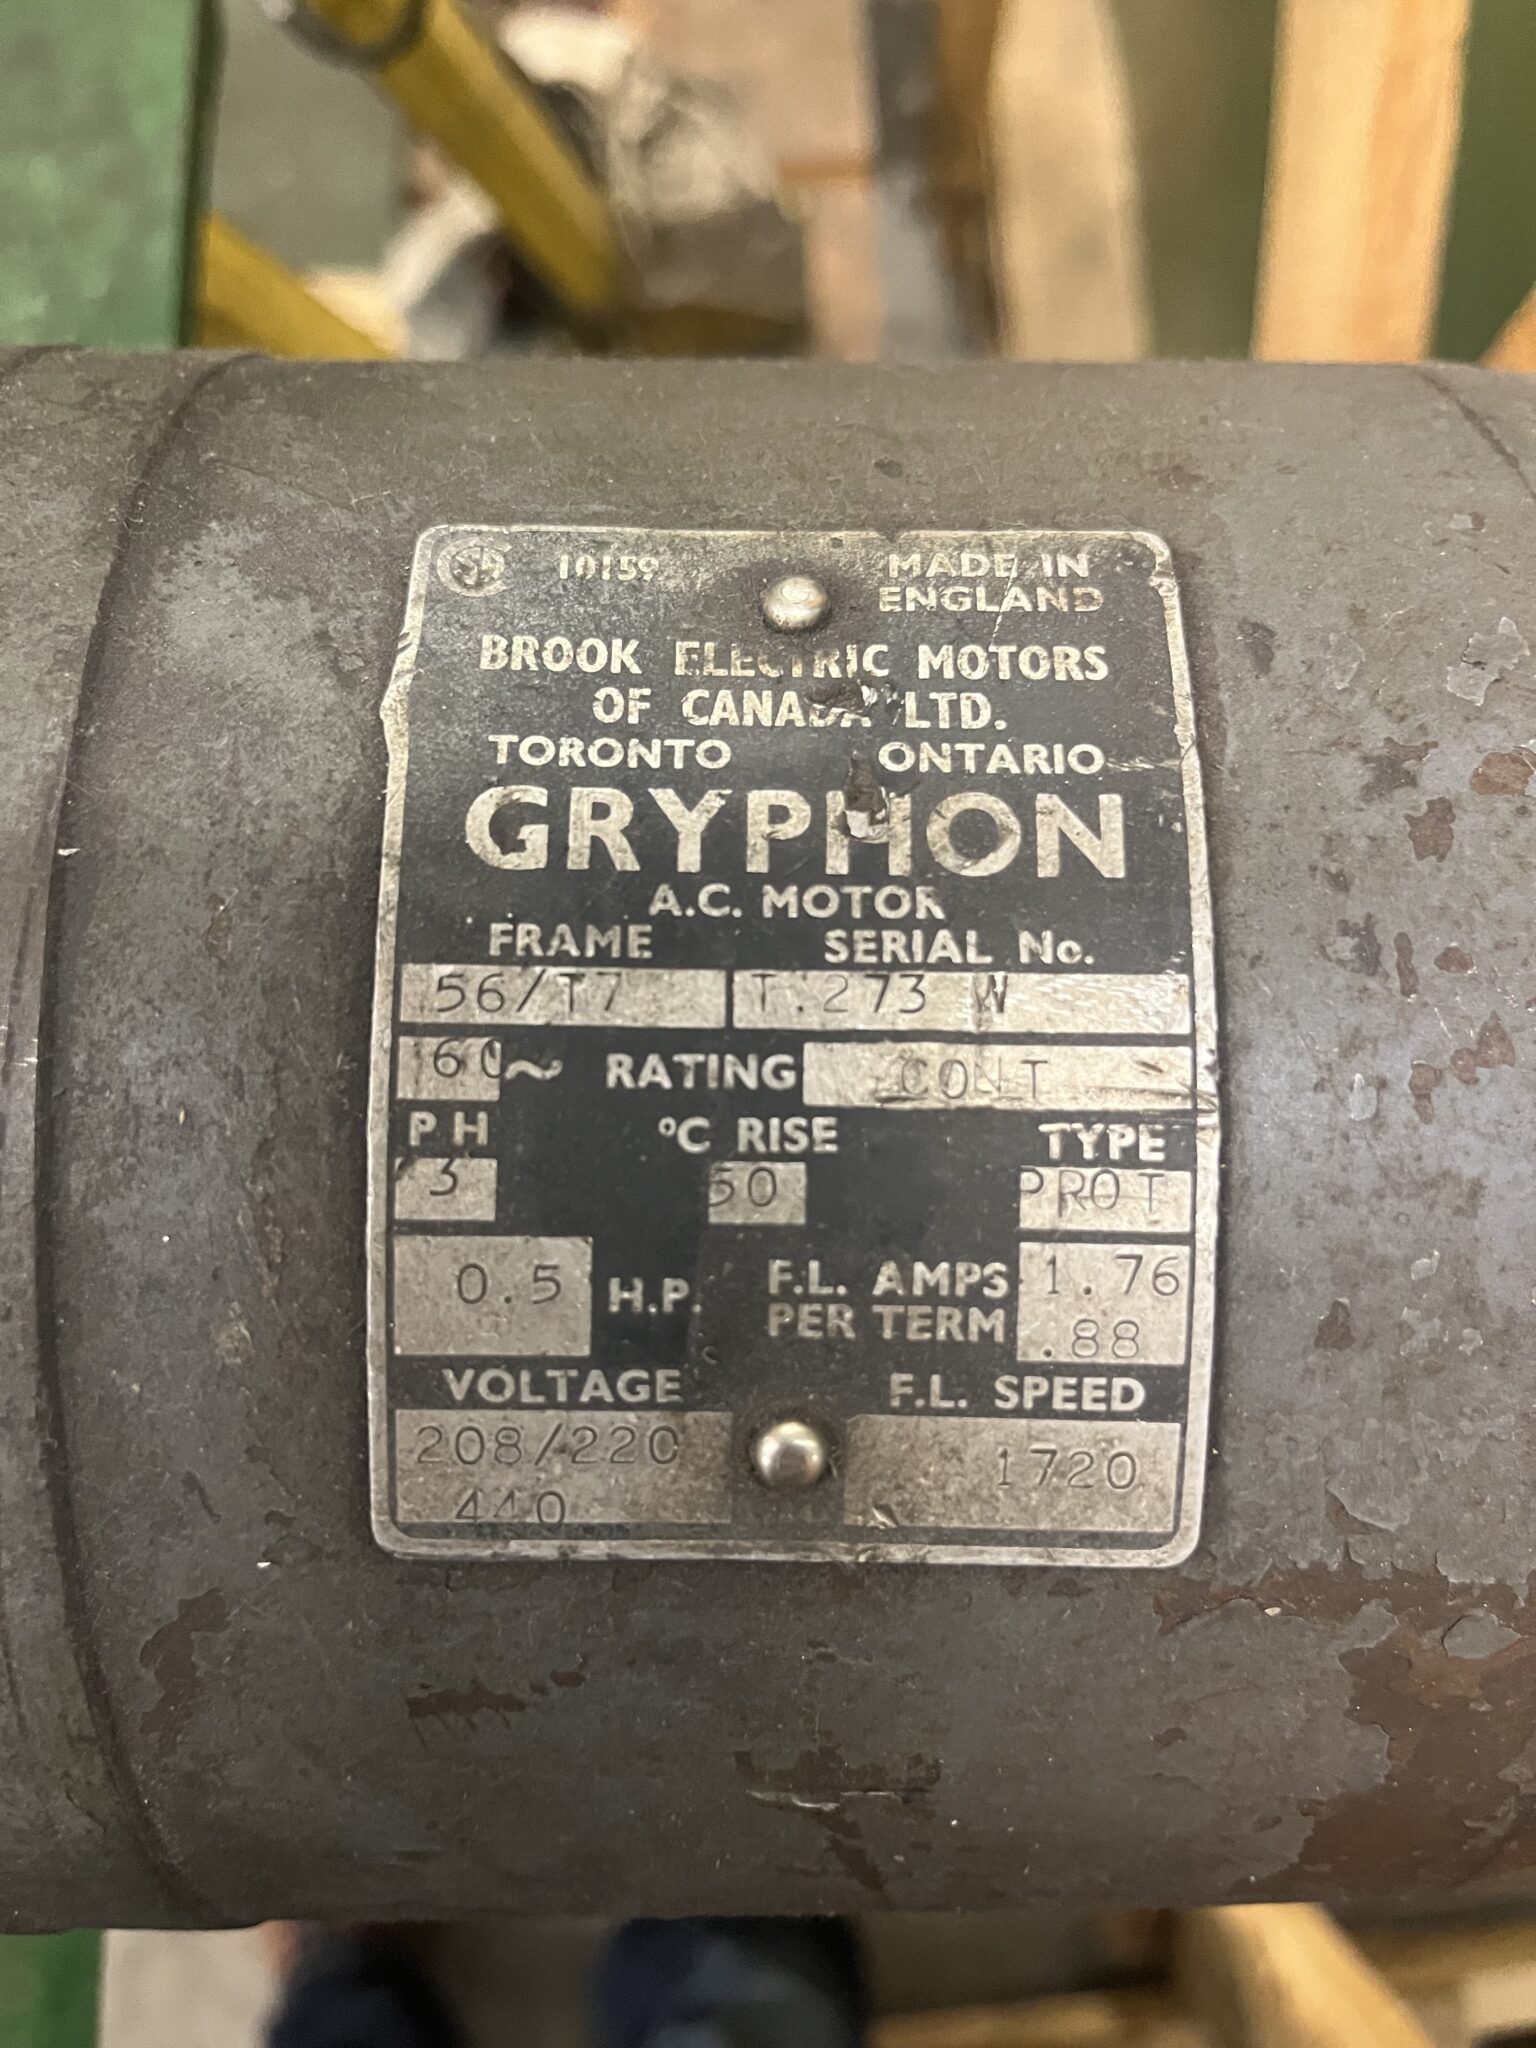 CSA 10159 MADE IN
ENGLAND
BROOK ELECTRIC MOTORS
OF CANADA LTD.
TORONTO ONTARIO
GRYPHON
A.C. MOTOR
FRAME SERIAL No.
56/T7 T.273 W
60~ RATING CONT
PH °C RISE TYPE
3 50 PROT
0.5 H.P. F.L. AMPS 1.76
PER TERM .88
VOLTAGE F.L. SPEED
208/220 1720
440